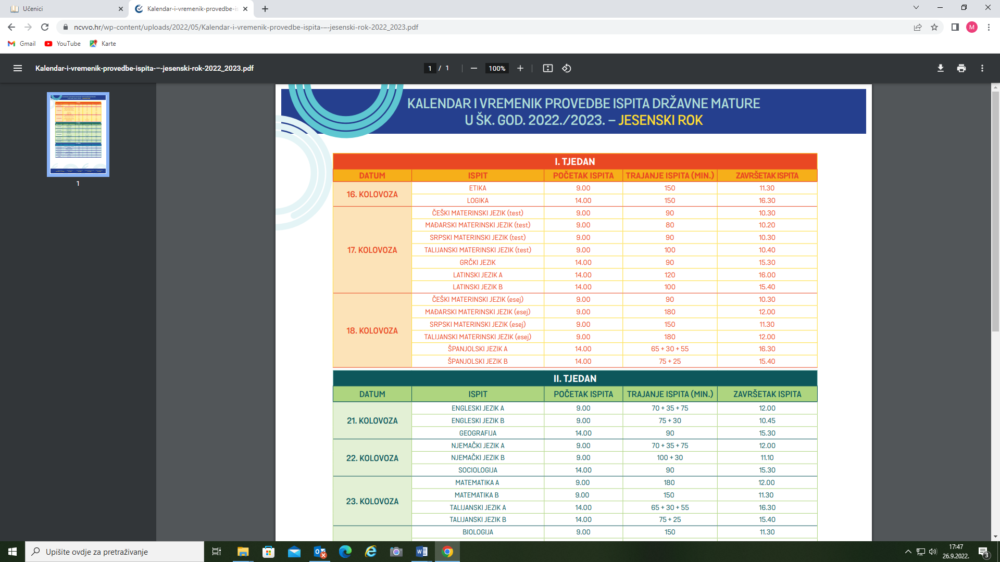 Učenici
Kalendar-i-vremenik-provedbe-is
ncvvo.hr/wp-content/uploads/2022/05/Kalendar-i-vremenik-provedbe-ispita-–-jesenski-rok-2022_2023.pdf
M
Gmail YouTube Karte
Kalendar-i-vremenik-provedbe-ispita-–-jesenski-rok-2022_2023.pdf
1 / 1 100%
1
KALENDAR I VREMENIK PROVEDBE ISPITA DRŽAVNE MATURE
U ŠK. GOD. 2022./2023. – JESENSKI ROK
I. TJEDAN
DATUM ISPIT POČETAK ISPITA TRAJANJE ISPITA (MIN.) ZAVRŠETAK ISPITA
16. KOLOVOZA
ETIKA 9.00 150 11.30
LOGIKA 14.00 150 16.30
17. KOLOVOZA
ČEŠKI MATERINSKI JEZIK (test) 9.00 90 10.30
MAĐARSKI MATERINSKI JEZIK (test) 9.00 80 10.20
SRPSKI MATERINSKI JEZIK (test) 9.00 90 10.30
TALIJANSKI MATERINSKI JEZIK (test) 9.00 100 10.40
GRČKI JEZIK 14.00 90 15.30
LATINSKI JEZIK A 14.00 120 16.00
LATINSKI JEZIK B 14.00 100 15.40
18. KOLOVOZA
ČEŠKI MATERINSKI JEZIK (esej) 9.00 90 10.30
MAĐARSKI MATERINSKI JEZIK (esej) 9.00 180 12.00
SRPSKI MATERINSKI JEZIK (esej) 9.00 150 11.30
TALIJANSKI MATERINSKI JEZIK (esej) 9.00 180 12.00
ŠPANJOLSKI JEZIK A 14.00 65 + 30 + 55 16.30
ŠPANJOLSKI JEZIK B 14.00 75 + 25 15.40
II. TJEDAN
DATUM ISPIT POČETAK ISPITA TRAJANJE ISPITA (MIN.) ZAVRŠETAK ISPITA
21. KOLOVOZA
ENGLESKI JEZIK A 9.00 70 + 35 + 75 12.00
ENGLESKI JEZIK B 9.00 75 + 30 10.45
GEOGRAFIJA 14.00 90 15.30
22. KOLOVOZA
NJEMAČKI JEZIK A 9.00 70 + 35 + 75 12.00
NJEMAČKI JEZIK B 9.00 100 + 30 11.10
SOCIOLOGIJA 14.00 90 15.30
23. KOLOVOZA
MATEMATIKA A 9.00 180 12.00
MATEMATIKA B 9.00 150 11.30
TALIJANSKI JEZIK A 14.00 65 + 30 + 55 16.30
TALIJANSKI JEZIK B 14.00 75 + 25 15.40
BIOLOGIJA 9.00 150 11.30
Upišite ovdje za pretraživanje
17:47
26.9.2022.
3